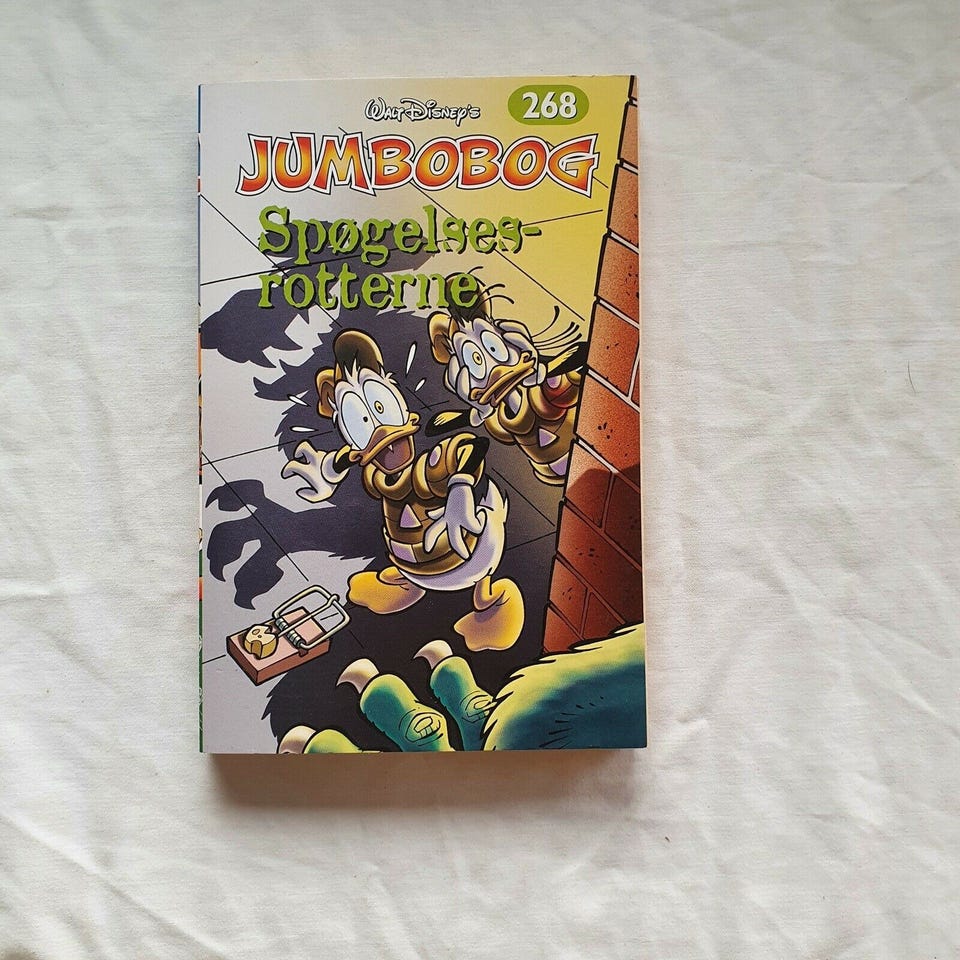 Walt Disney's
268
JUMBOBOG
Spøgelses-
rotterne